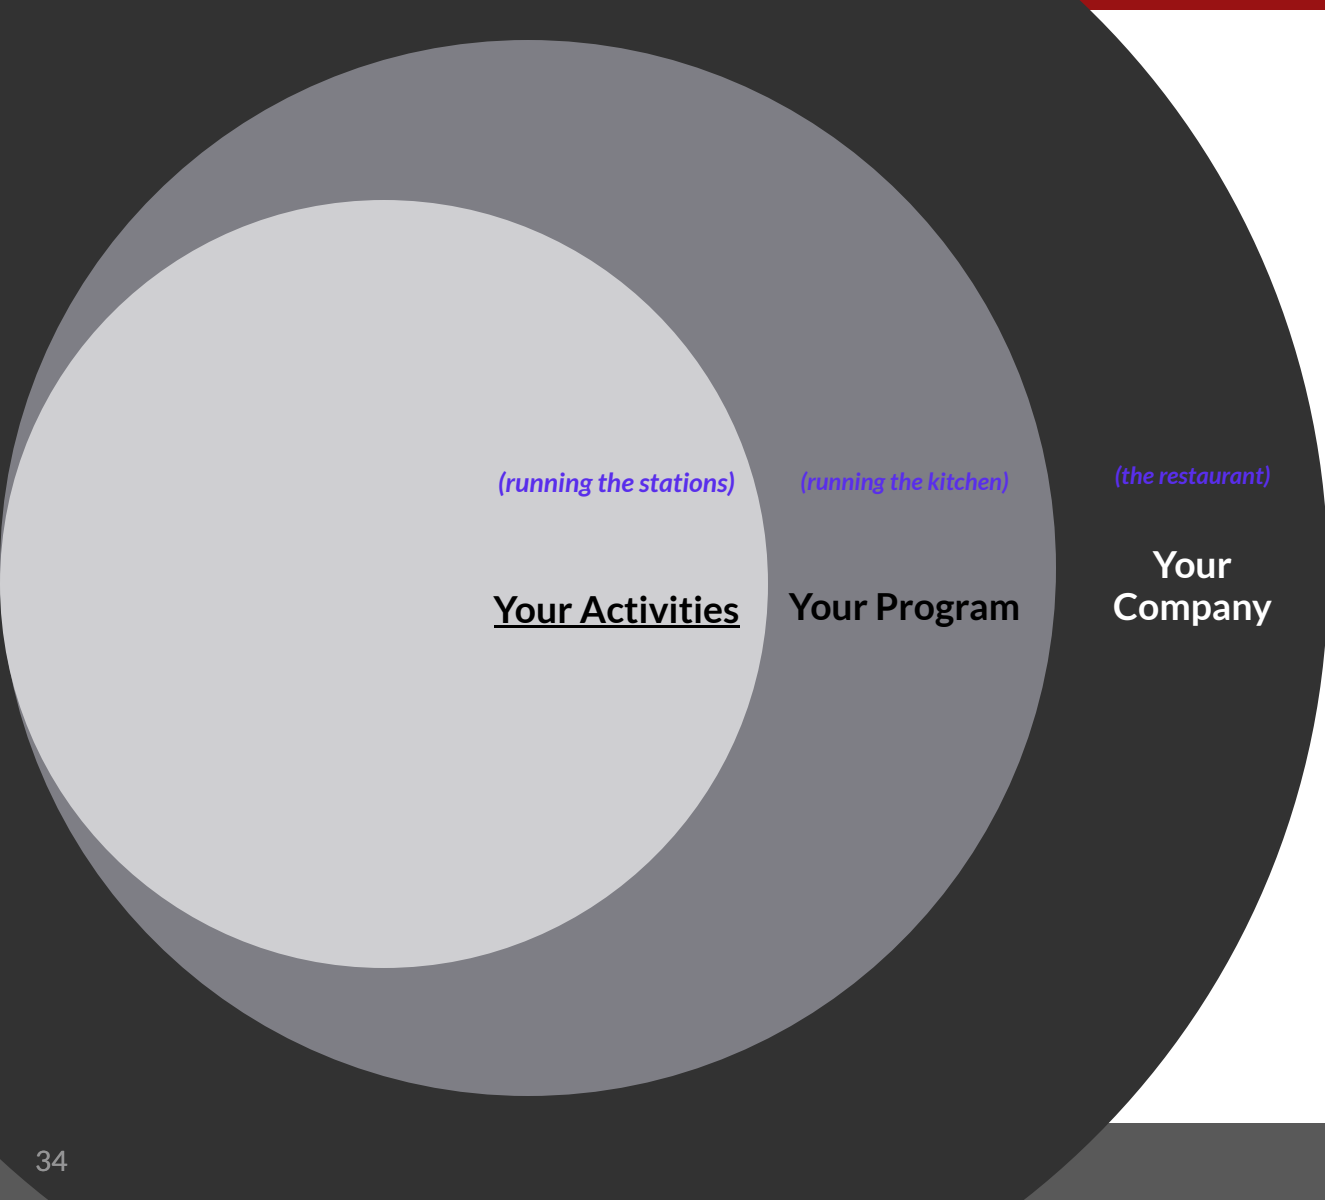 (running the stations)
(running the kitchen)
(the restaurant)
Your Activities
Your Program
Your
Company
34